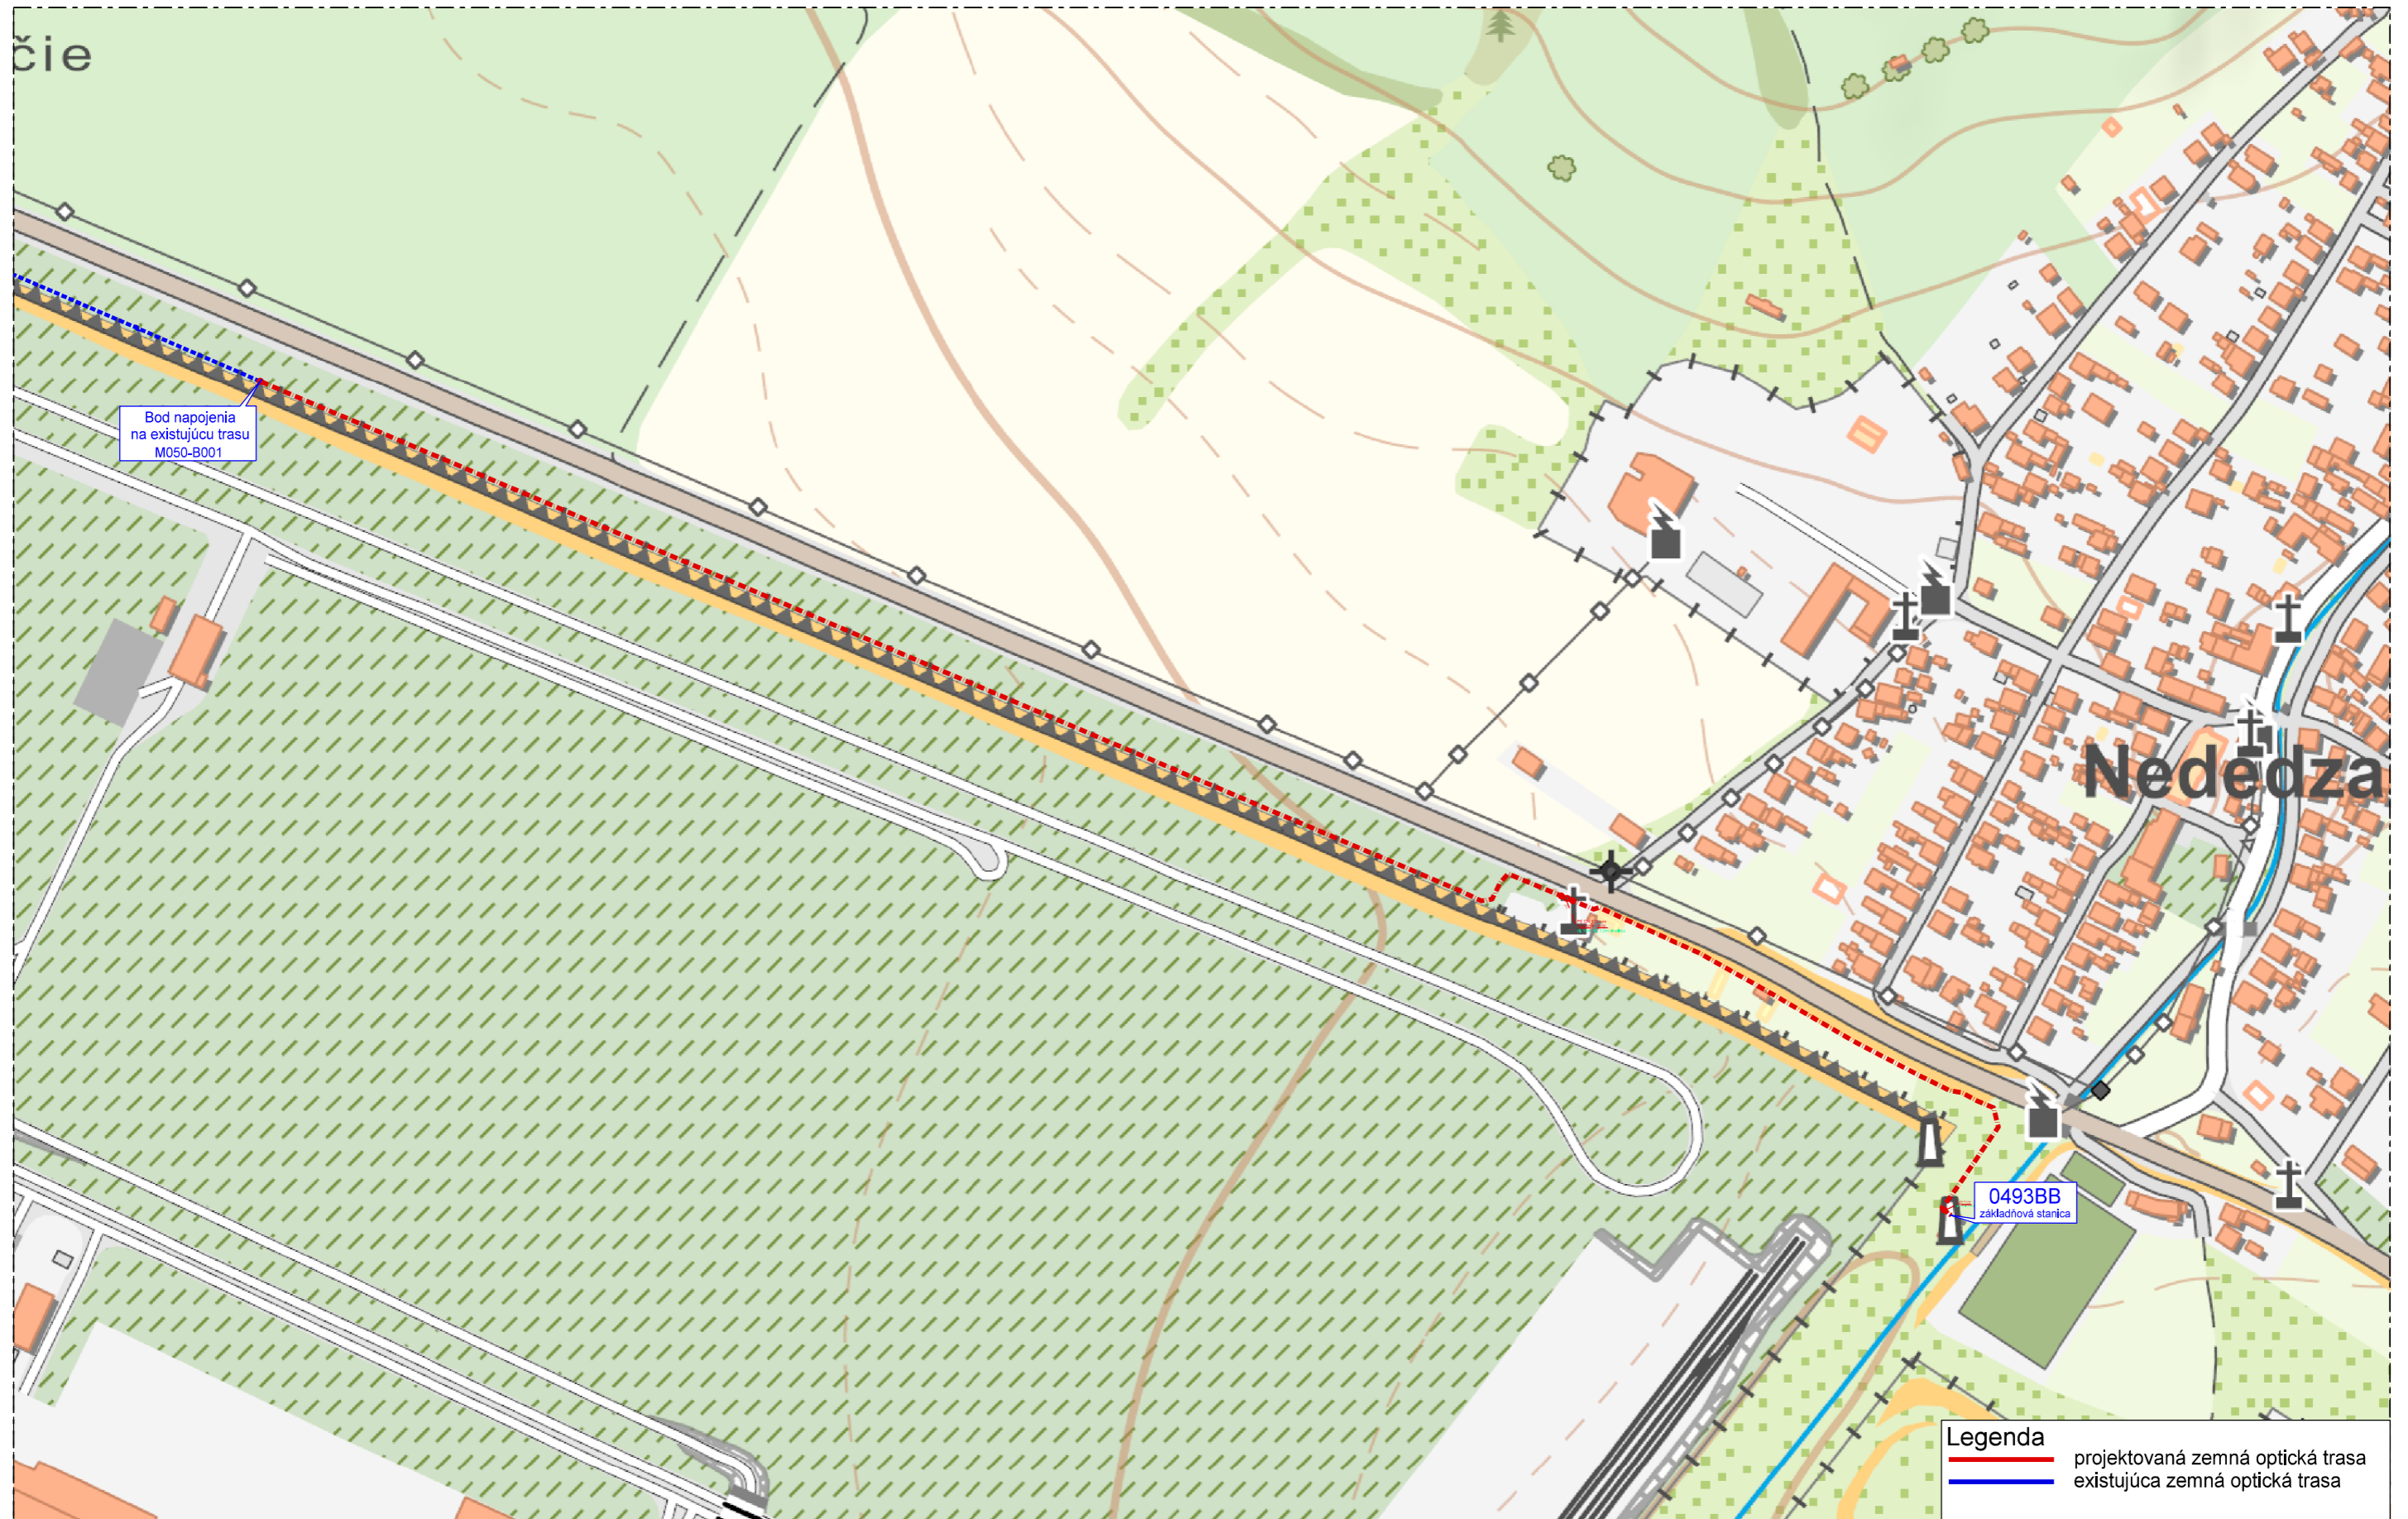 čie
Bod napojenia
na existujúcu trasu
M050-B001
Nededza
0493BB
základňová stanica
Legenda
projektovaná zemná optická trasa
existujúca zemná optická trasa